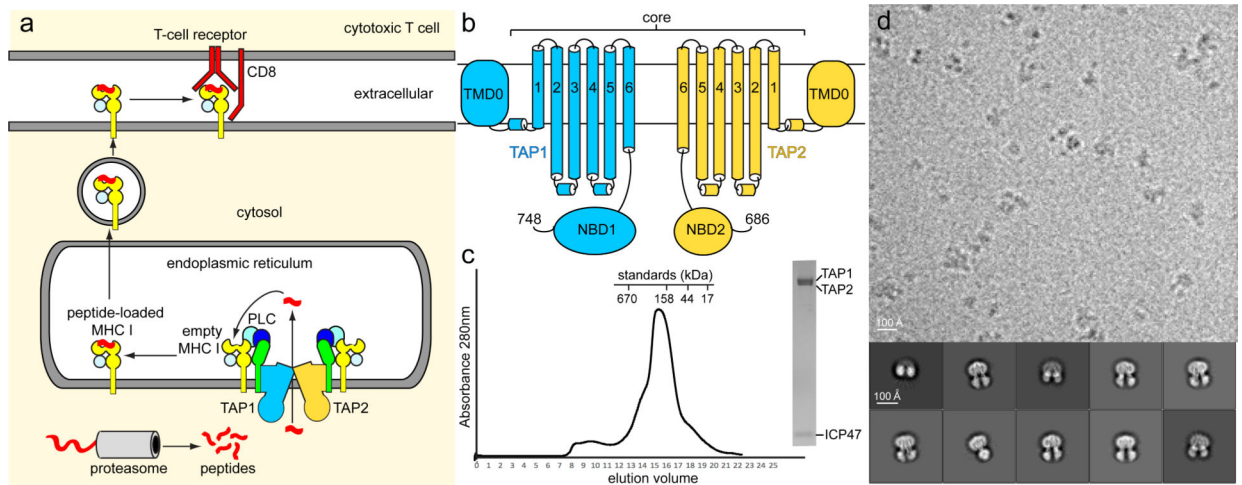 a
cytotoxic T cell
T-cell receptor
CD8
extracellular
cytosol
endoplasmic reticulum
peptide-loaded
MHC I
empty
MHC I
PLC
TAP1
TAP2
proteasome
peptides
b
core
TMD0
1
2
3
4
5
6
6
5
4
3
2
1
TMD0
TAP1
TAP2
748
NBD1
NBD2
686
c
standards (kDa)
670 158 44 17
Absorbance 280nm
0 1 2 3 4 5 6 7 8 9 10 11 12 13 14 15 16 17 18 19 20 21 22 23 24 25
elution volume
TAP1
TAP2
ICP47
d
100 Å
100 Å